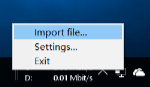 Import file...
Settings...
Exit
D: 0.01 Mbit/s